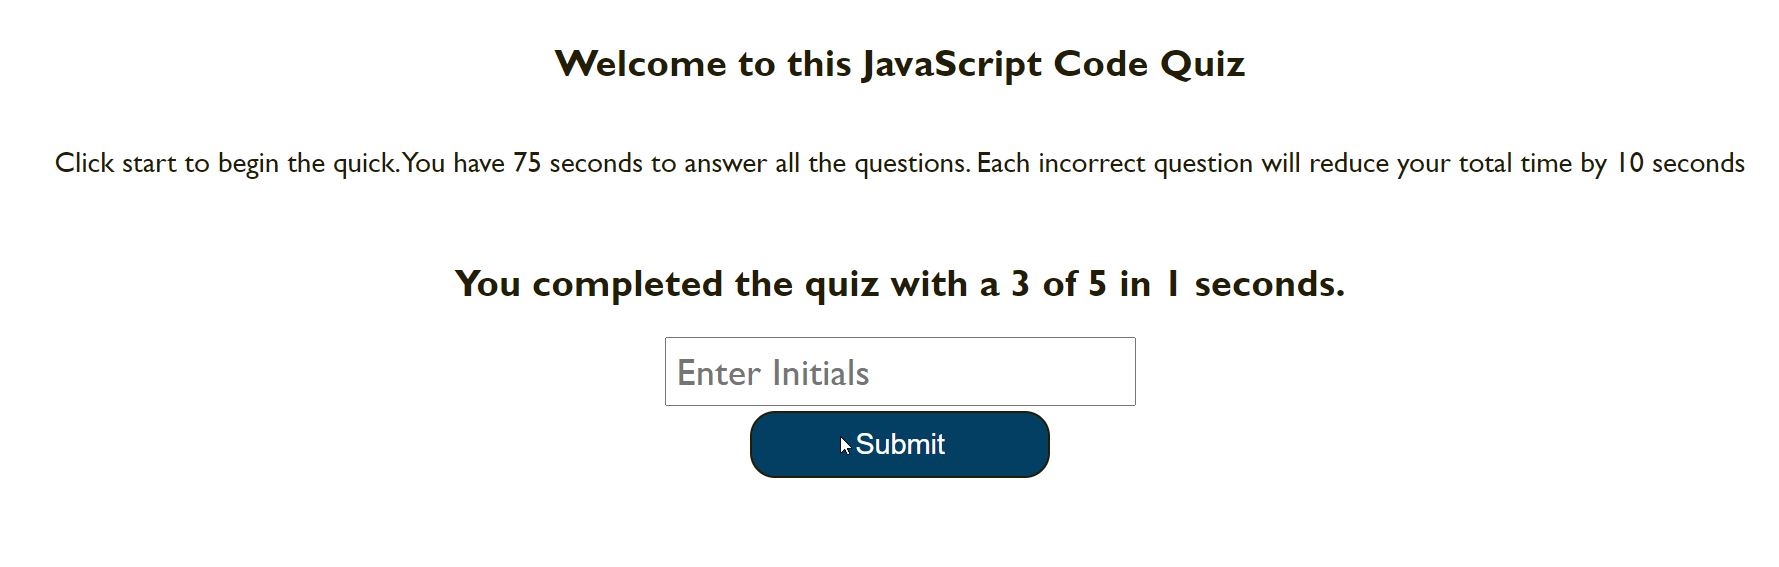 Welcome to this JavaScript Code Quiz
Click start to begin the quick. You have 75 seconds to answer all the questions. Each incorrect question will reduce your total time by 10 seconds
You completed the quiz with a 3 of 5 in 1 seconds.
Enter Initials
Submit